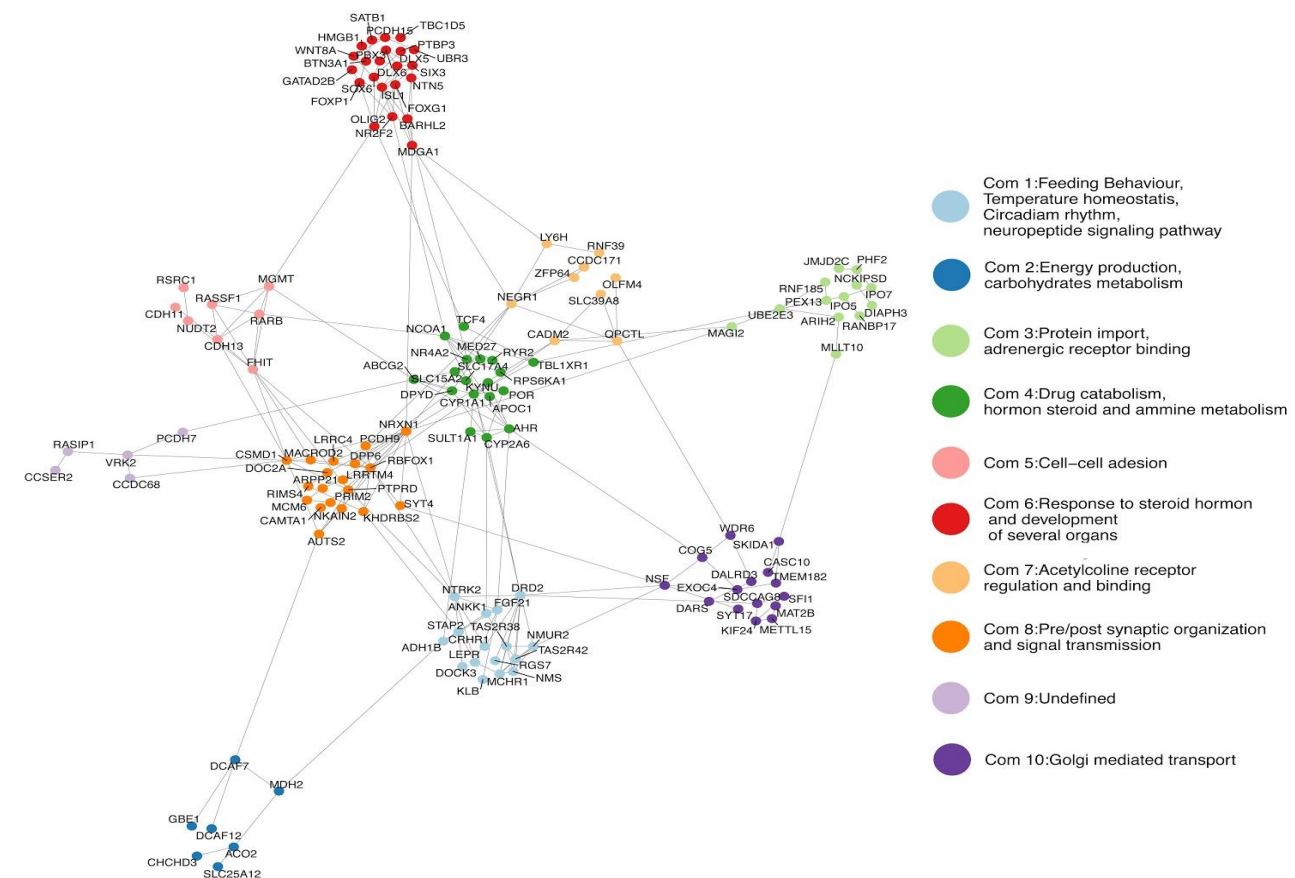 SATB1
PCDH15
TBC1D5
HMGB1
PTBP3
WNT8A
PBX3
DLX5
UBR3
BTN3A1
DLX6
SIX3
GATAD2B
SOX6
NTN5
ISL1
FOXP1
FOXG1
OLIG2
BARHL2
NR2F2
MDGA1
LY6H
RNF39
CCDC171
ZFP64
OLFM4
SLC39A8
NEGR1
CADM2
QPCTL
JMJD2C
PHF2
NCKIPSD
RNF185
IPO7
PEX13
IPO5
DIAPH3
UBE2E3
ARIH2
RANBP17
MAGI2
MLLT10
RSRC1
MGMT
RASSF1
CDH11
RARB
NUDT2
CDH13
FHIT
TCF4
NCOA1
MED27
NR4A2
RYR2
ABCG2
SLC17A4
TBL1XR1
SLC15A2
RPS6KA1
KYNU
DPYD
POR
CYP1A1
APOC1
AHR
SULT1A1
CYP2A6
RASIP1
PCDH7
VRK2
CCSER2
CCDC68
NRXN1
LRRC4
PCDH9
CSMD1
MACROD2
DPP6
RBFOX1
DOC2A
LRRTM4
ARPP21
PTPRD
RIMS4
PRIM2
SYT4
MCM6
NKAIN2
CAMTA1
KHDRBS2
AUTS2
WDR6
SKIDA1
COG5
CASC10
NSF
DALRD3
TMEM182
EXOC4
SDCCAG8
SFI1
DARS
SYT17
MAT2B
KIF24
METTL15
NTRK2
DRD2
ANKK1
FGF21
STAP2
TAS2R38
NMUR2
ADH1B
CRHR1
TAS2R42
LEPR
RGS7
DOCK3
NMS
MCHR1
KLB
DCAF7
MDH2
GBE1
DCAF12
ACO2
CHCHD3
SLC25A12
Com 1:Feeding Behaviour,
Temperature homeostatis,
Circadiam rhythm,
neuropeptide signaling pathway
Com 2:Energy production,
carbohydrates metabolism
Com 3:Protein import,
adrenergic receptor binding
Com 4:Drug catabolism,
hormon steroid and ammine metabolism
Com 5:Cell–cell adesion
Com 6:Response to steroid hormon
and development
of several organs
Com 7:Acetylcoline receptor
regulation and binding
Com 8:Pre/post synaptic organization
and signal transmission
Com 9:Undefined
Com 10:Golgi mediated transport